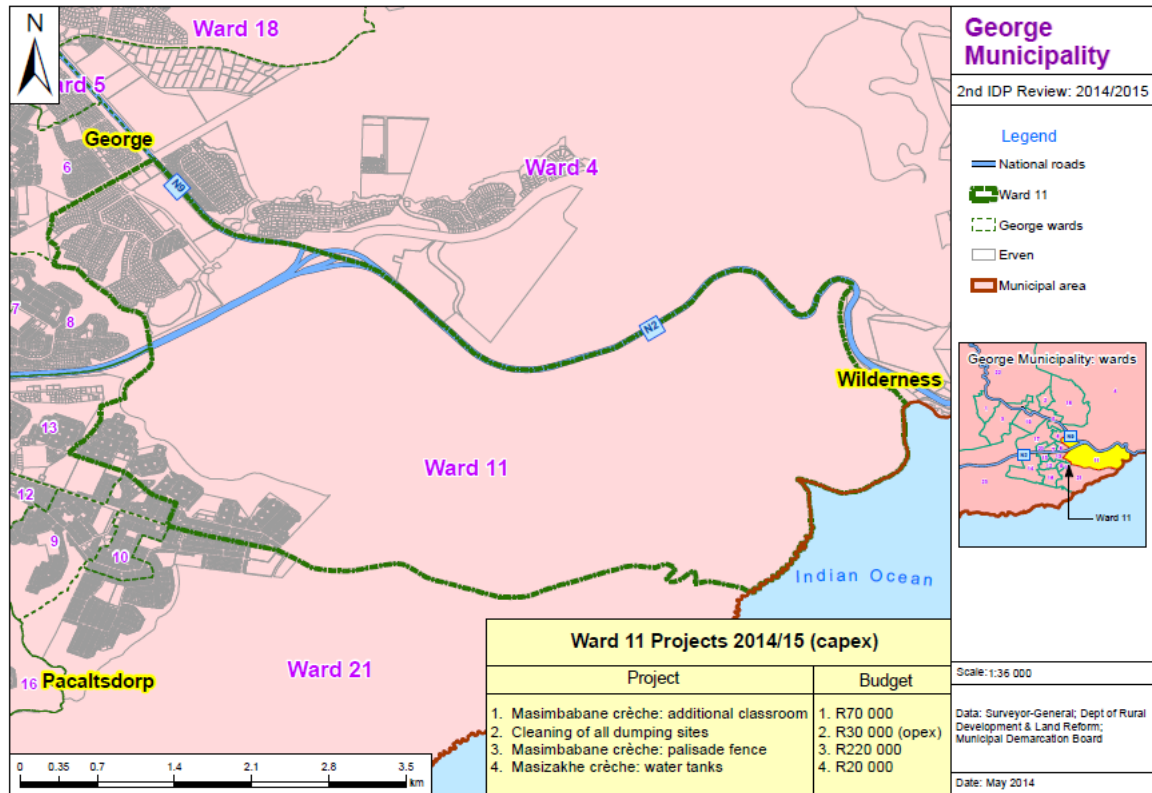 N
Ward 18
ard 5
George
6
N9
Ward 4
7
8
N2
Wilderness
13
Ward 11
12
9
10
Indian Ocean
Ward 21
16
Pacaltsdorp
0 0.35 0.7 1.4 2.1 2.8 3.5
km
Ward 11 Projects 2014/15 (capex)
Project Budget
1. Masimbabane crèche: additional classroom 1. R70 000
2. Cleaning of all dumping sites 2. R30 000 (opex)
3. Masimbabane crèche: palisade fence 3. R220 000
4. Masizakhe crèche: water tanks 4. R20 000
George
Municipality
2nd IDP Review: 2014/2015
Legend
National roads
Ward 11
George wards
Erven
Municipal area
George Municipality: wards
Ward 11
Scale:1:36 000
Data: Surveyor-General; Dept of Rural
Development & Land Reform;
Municipal Demarcation Board
Date: May 2014